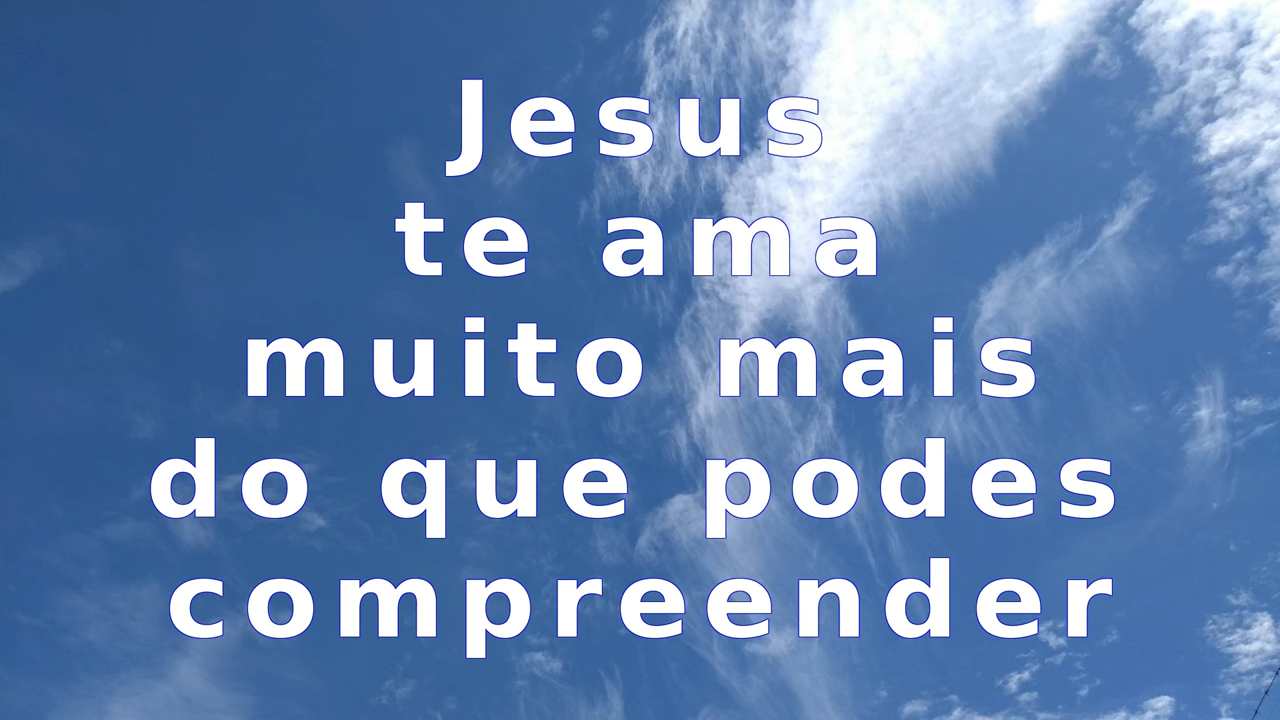 Jesus
te ama
muito mais
do que podes
compreender